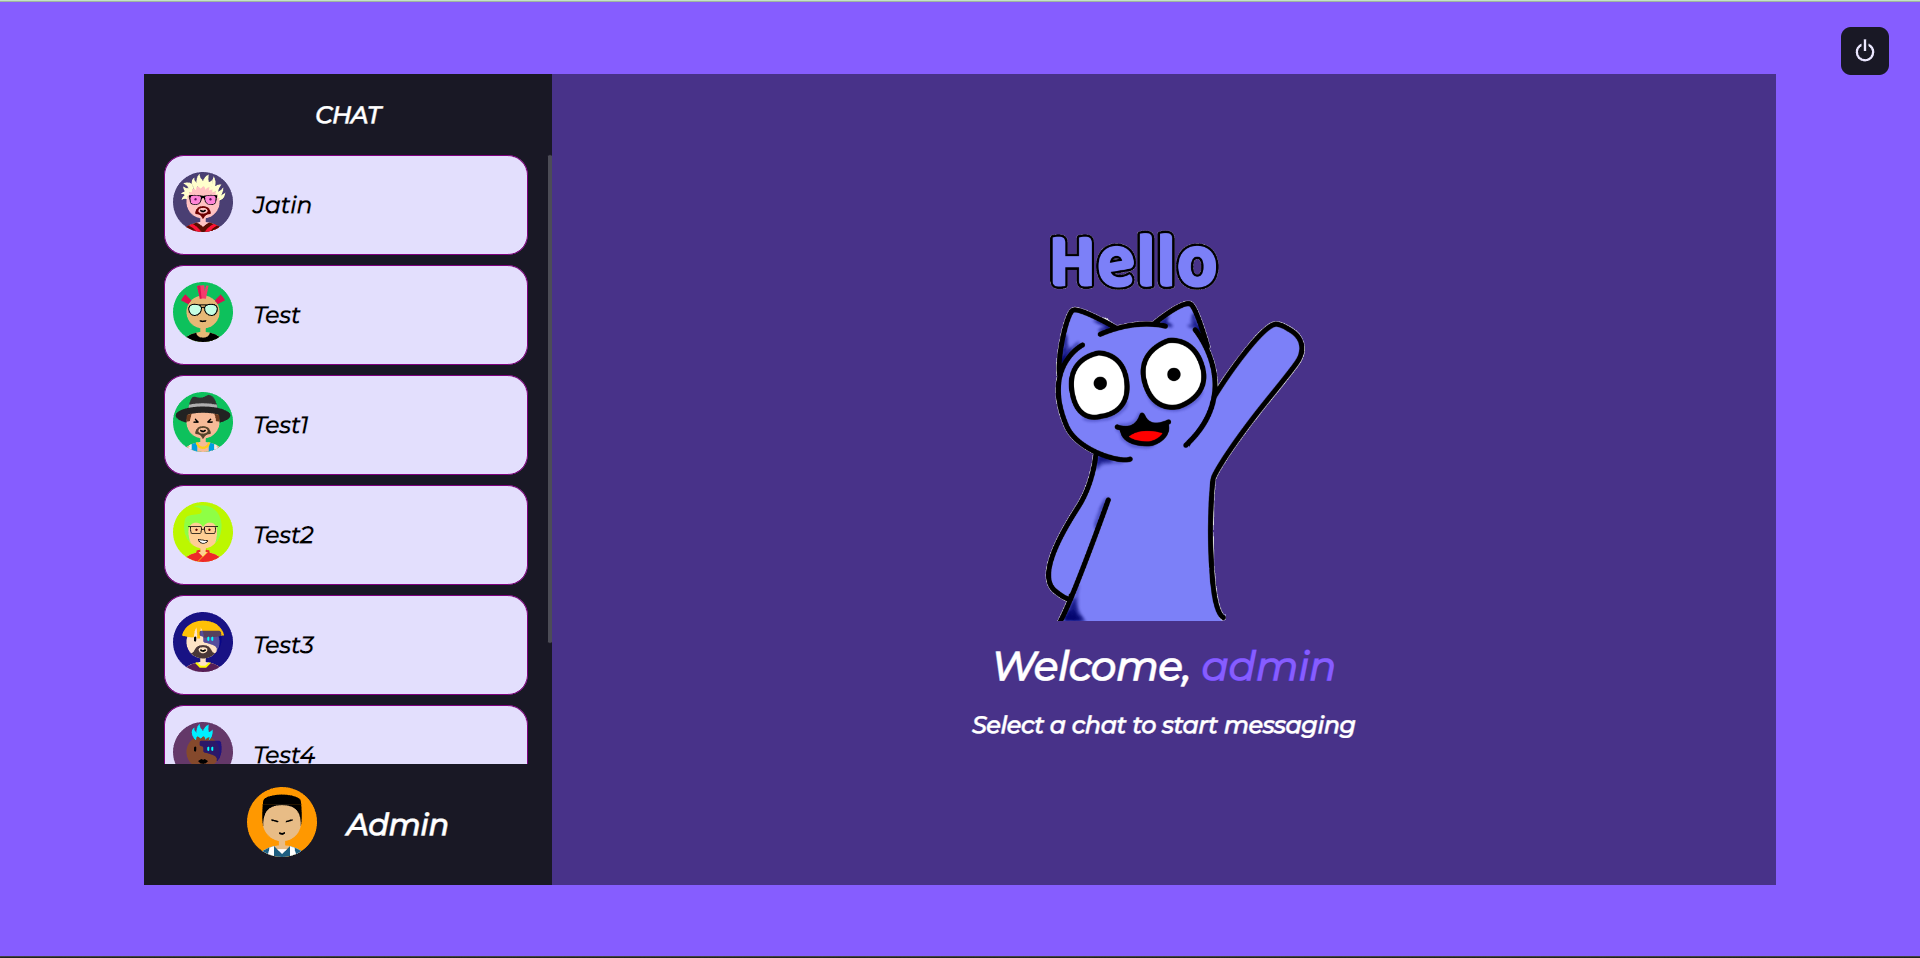 CHAT
Jatin
Test
Test1
Test2
Test3
Test4
Admin
Hello
Welcome, admin
Select a chat to start messaging